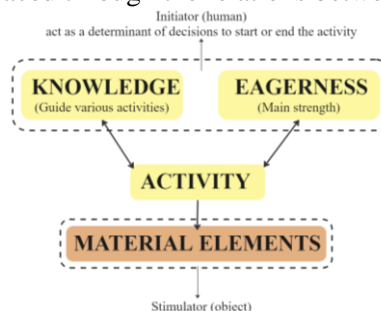 Initiator (human)
act as a determinant of decisions to start or end the activity
KNOWLEDGE
(Guide various activities)
EAGERNESS
(Main strength)
ACTIVITY
MATERIAL ELEMENTS
Stimulator (object)